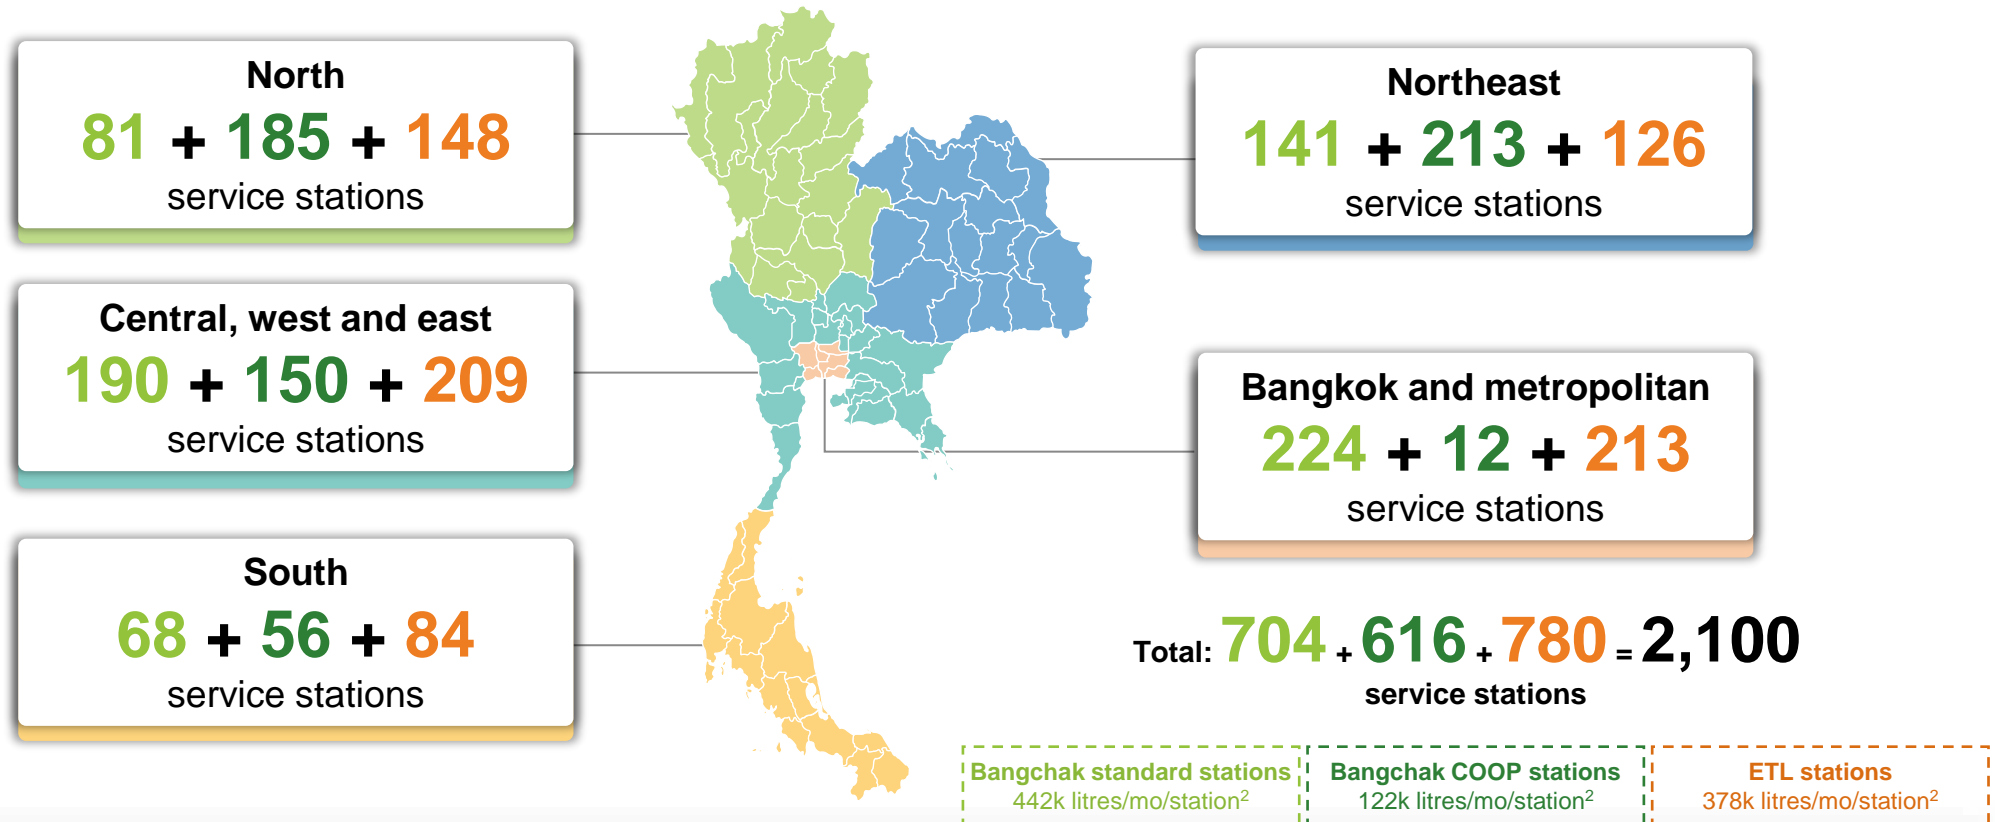 North
81 + 185 + 148
service stations
Northeast
141 + 213 + 126
service stations
Central, west and east
190 + 150 + 209
service stations
Bangkok and metropolitan
224 + 12 + 213
service stations
South
68 + 56 + 84
service stations
Total: 704 + 616 + 780 = 2,100
service stations
Bangchak standard stations
442k litres/mo/station²
Bangchak COOP stations
122k litres/mo/station²
ETL stations
378k litres/mo/station²